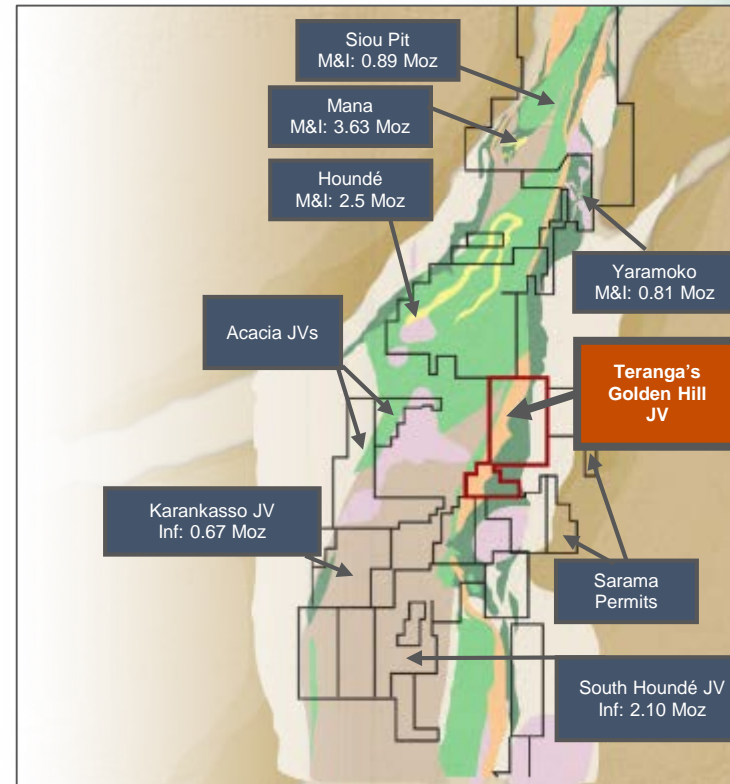 Siou Pit
M&I: 0.89 Moz
Mana
M&I: 3.63 Moz
Houndé
M&I: 2.5 Moz
Yaramoko
M&I: 0.81 Moz
Acacia JVs
Teranga’s
Golden Hill
JV
Karankasso JV
Inf: 0.67 Moz
Sarama
Permits
South Houndé JV
Inf: 2.10 Moz